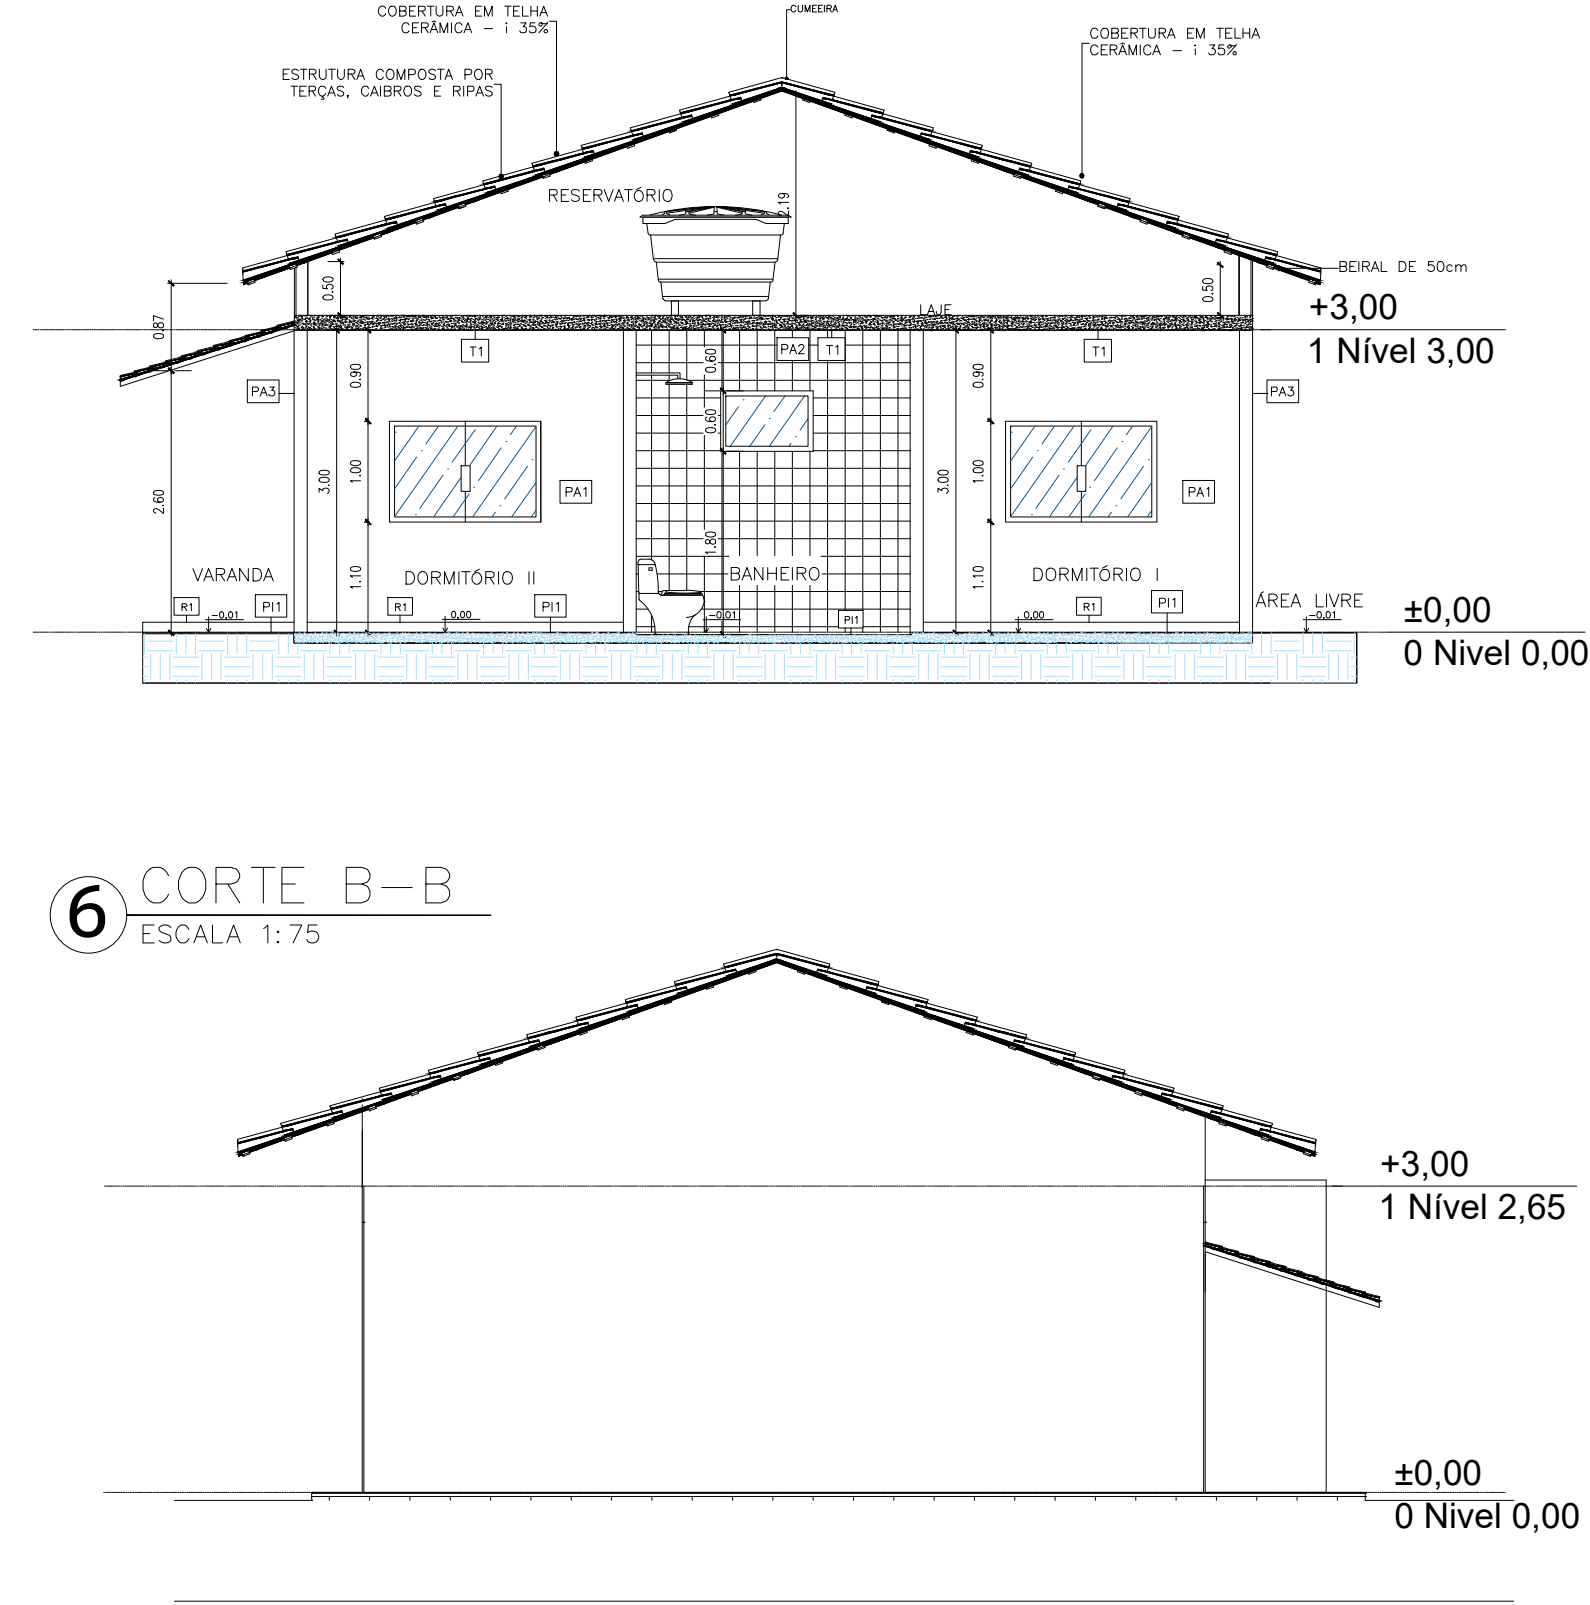 COBERTURA EM TELHA
CERÂMICA – i 35%
CUMEEIRA
COBERTURA EM TELHA
CERÂMICA – i 35%
ESTRUTURA COMPOSTA POR
TERÇAS, CAIBROS E RIPAS
RESERVATÓRIO
2.19
BEIRAL DE 50cm
0.50
0.50
+3,00
LAJE
0.87
1 Nível 3,00
T1
PA2
T1
T1
0.90
0.60
0.90
PA3
PA3
0.60
3.00
1.00
3.00
1.00
PA1
PA1
2.60
1.80
1.10
1.10
VARANDA
DORMITÓRIO II
BANHEIRO
DORMITÓRIO I
ÁREA LIVRE
R1
-0,01
PI1
R1
0,00
PI1
-0,01
PI1
0,00
R1
PI1
-0,01
±0,00
0 Nivel 0,00
6
CORTE B–B
ESCALA 1:75
+3,00
1 Nível 2,65
±0,00
0 Nivel 0,00